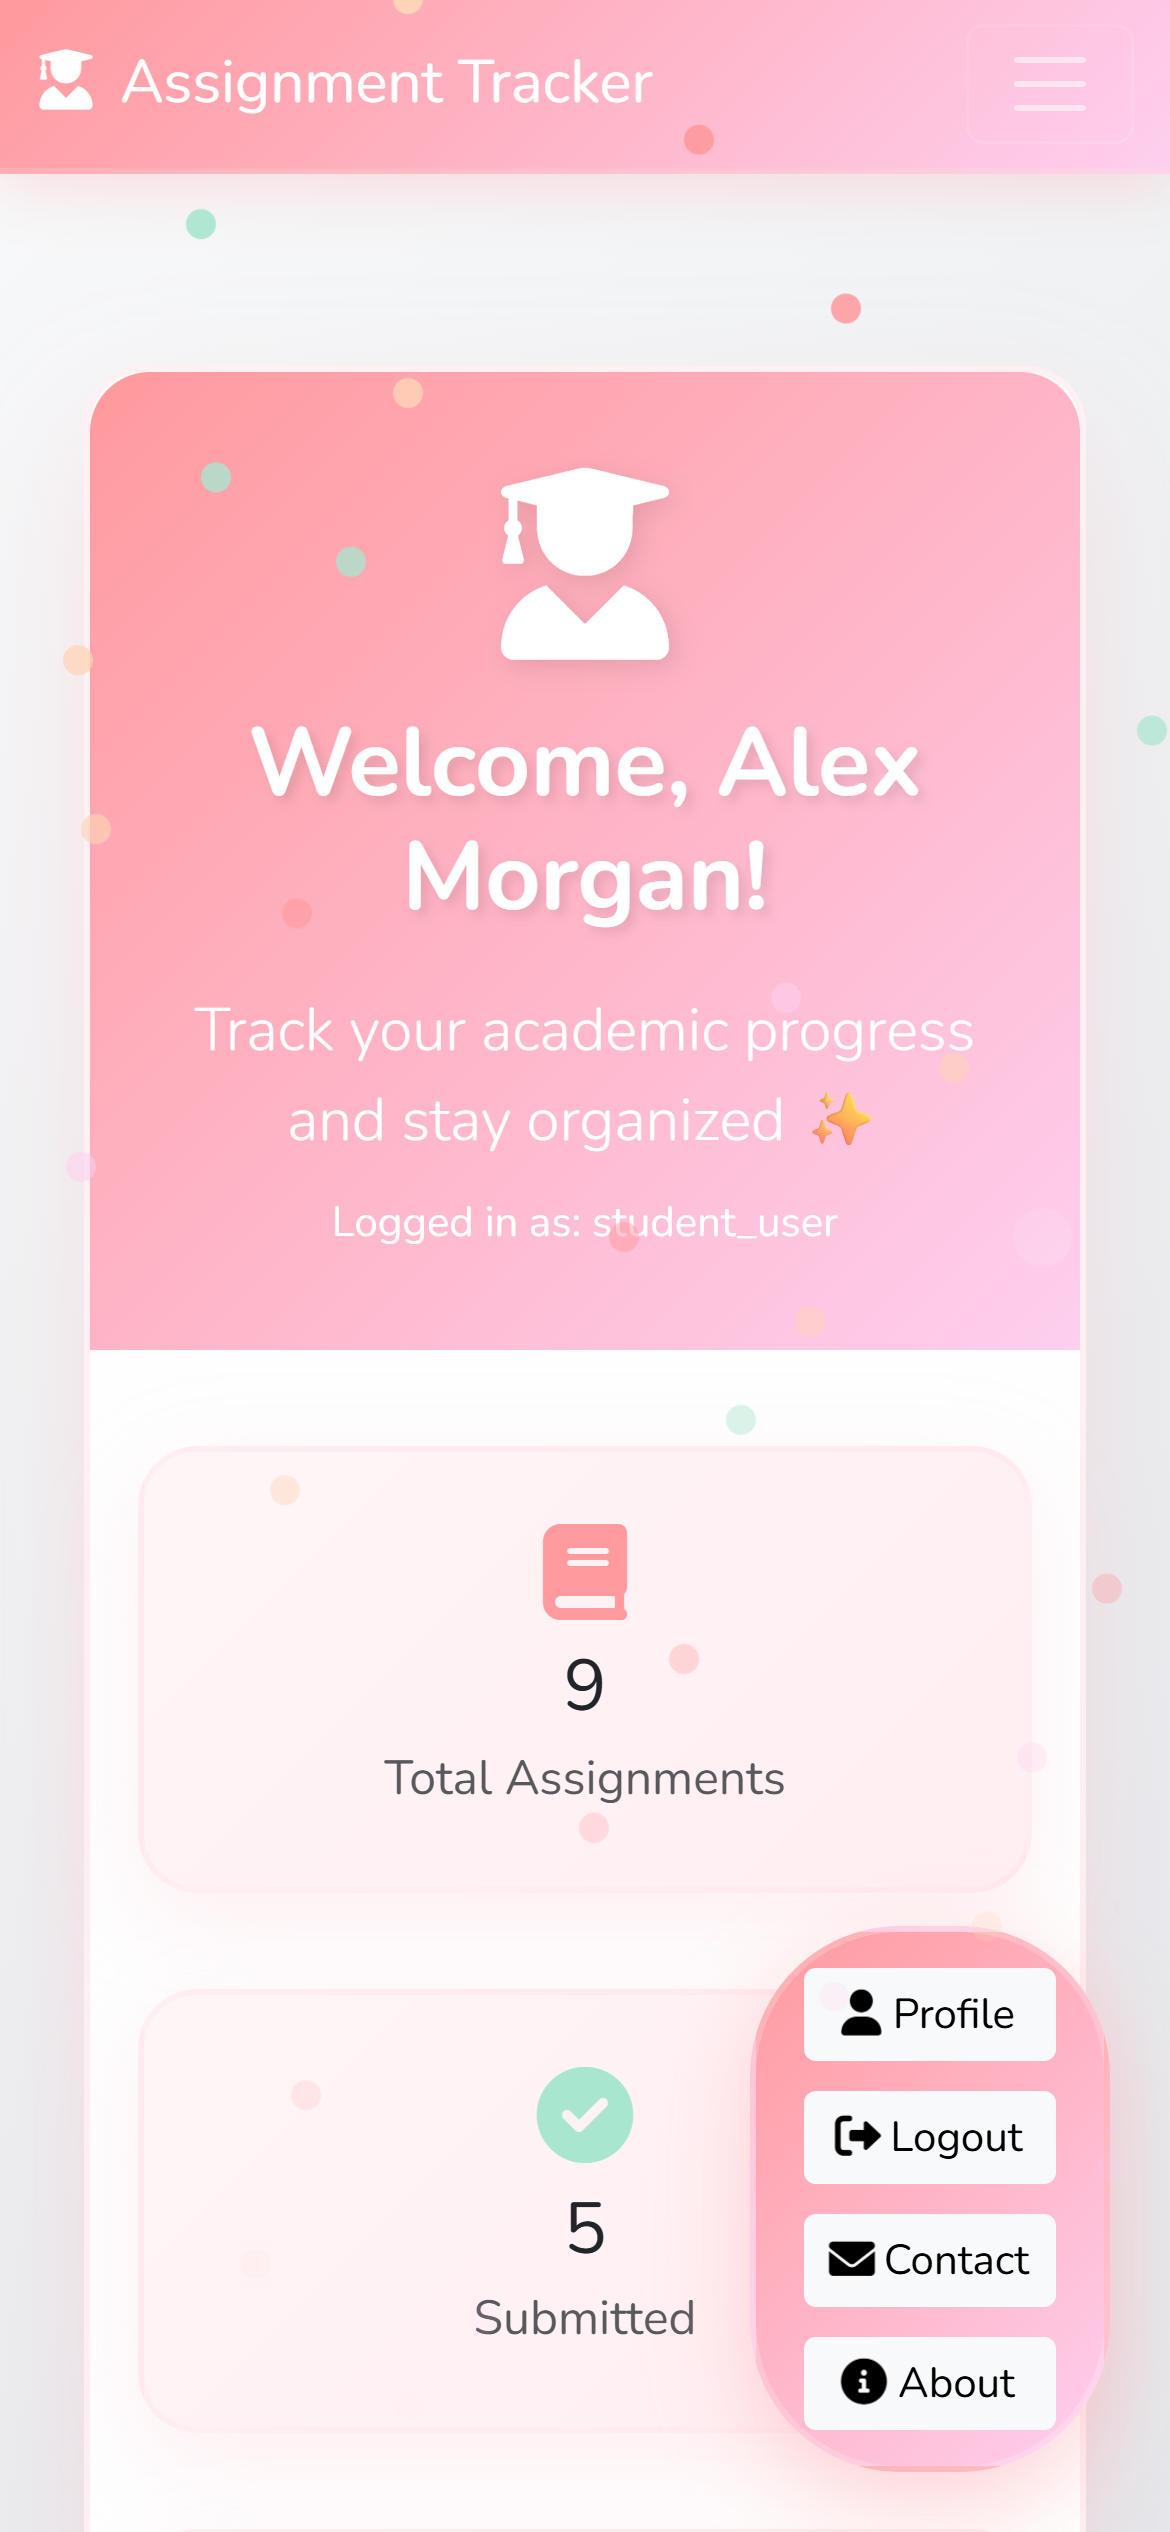 Assignment Tracker
Welcome, Alex
Morgan!
Track your academic progress
and stay organized ✨
Logged in as: student_user
9
Total Assignments
5
Submitted
Profile
Logout
Contact
About